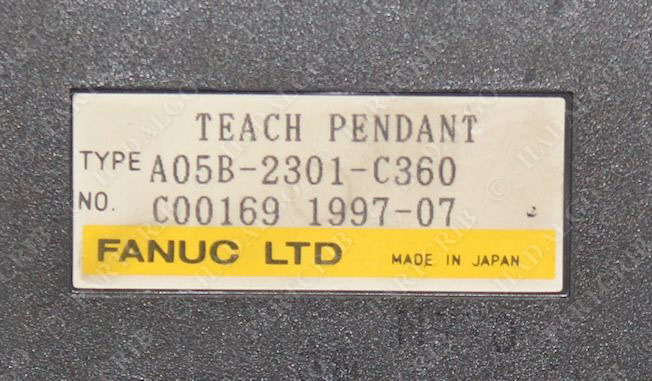 TEACH PENDANT
TYPE A05B-2301-C360
NO. C00169 1997-07
FANUC LTD MADE IN JAPAN